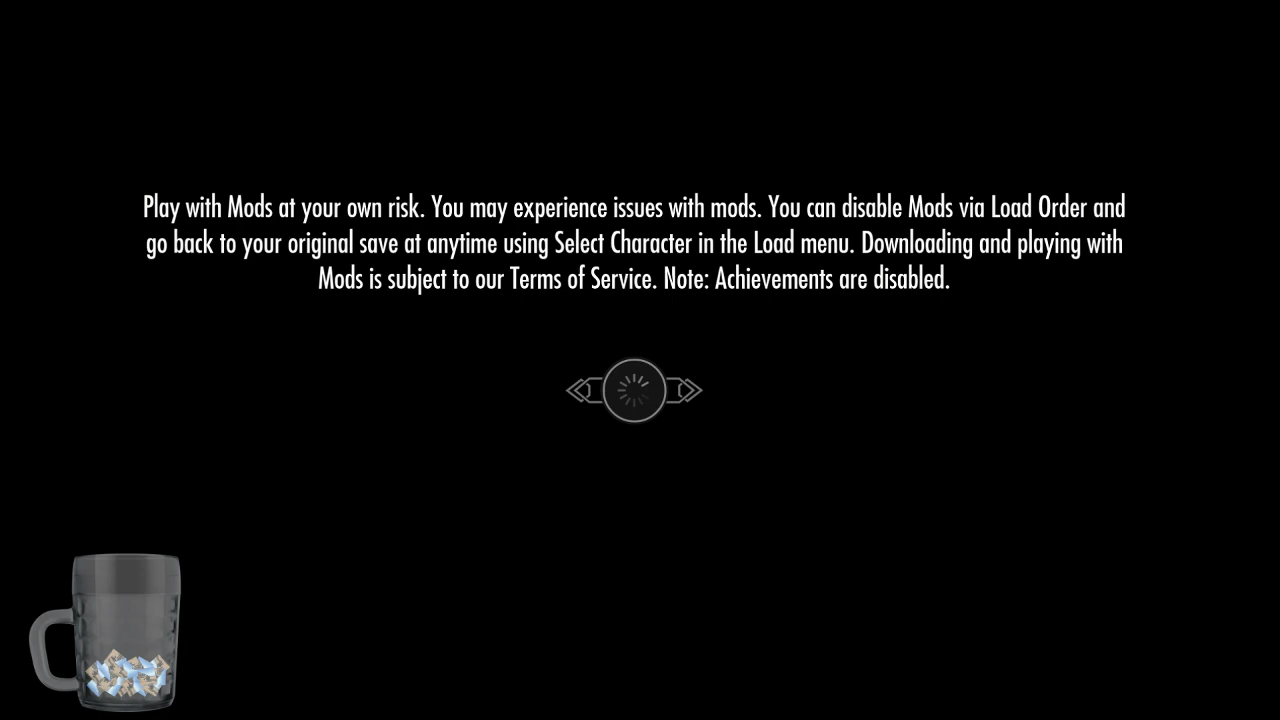 Play with Mods at your own risk. You may experience issues with mods. You can disable Mods via Load Order and
go back to your original save at anytime using Select Character in the Load menu. Downloading and playing with
Mods is subject to our Terms of Service. Note: Achievements are disabled.